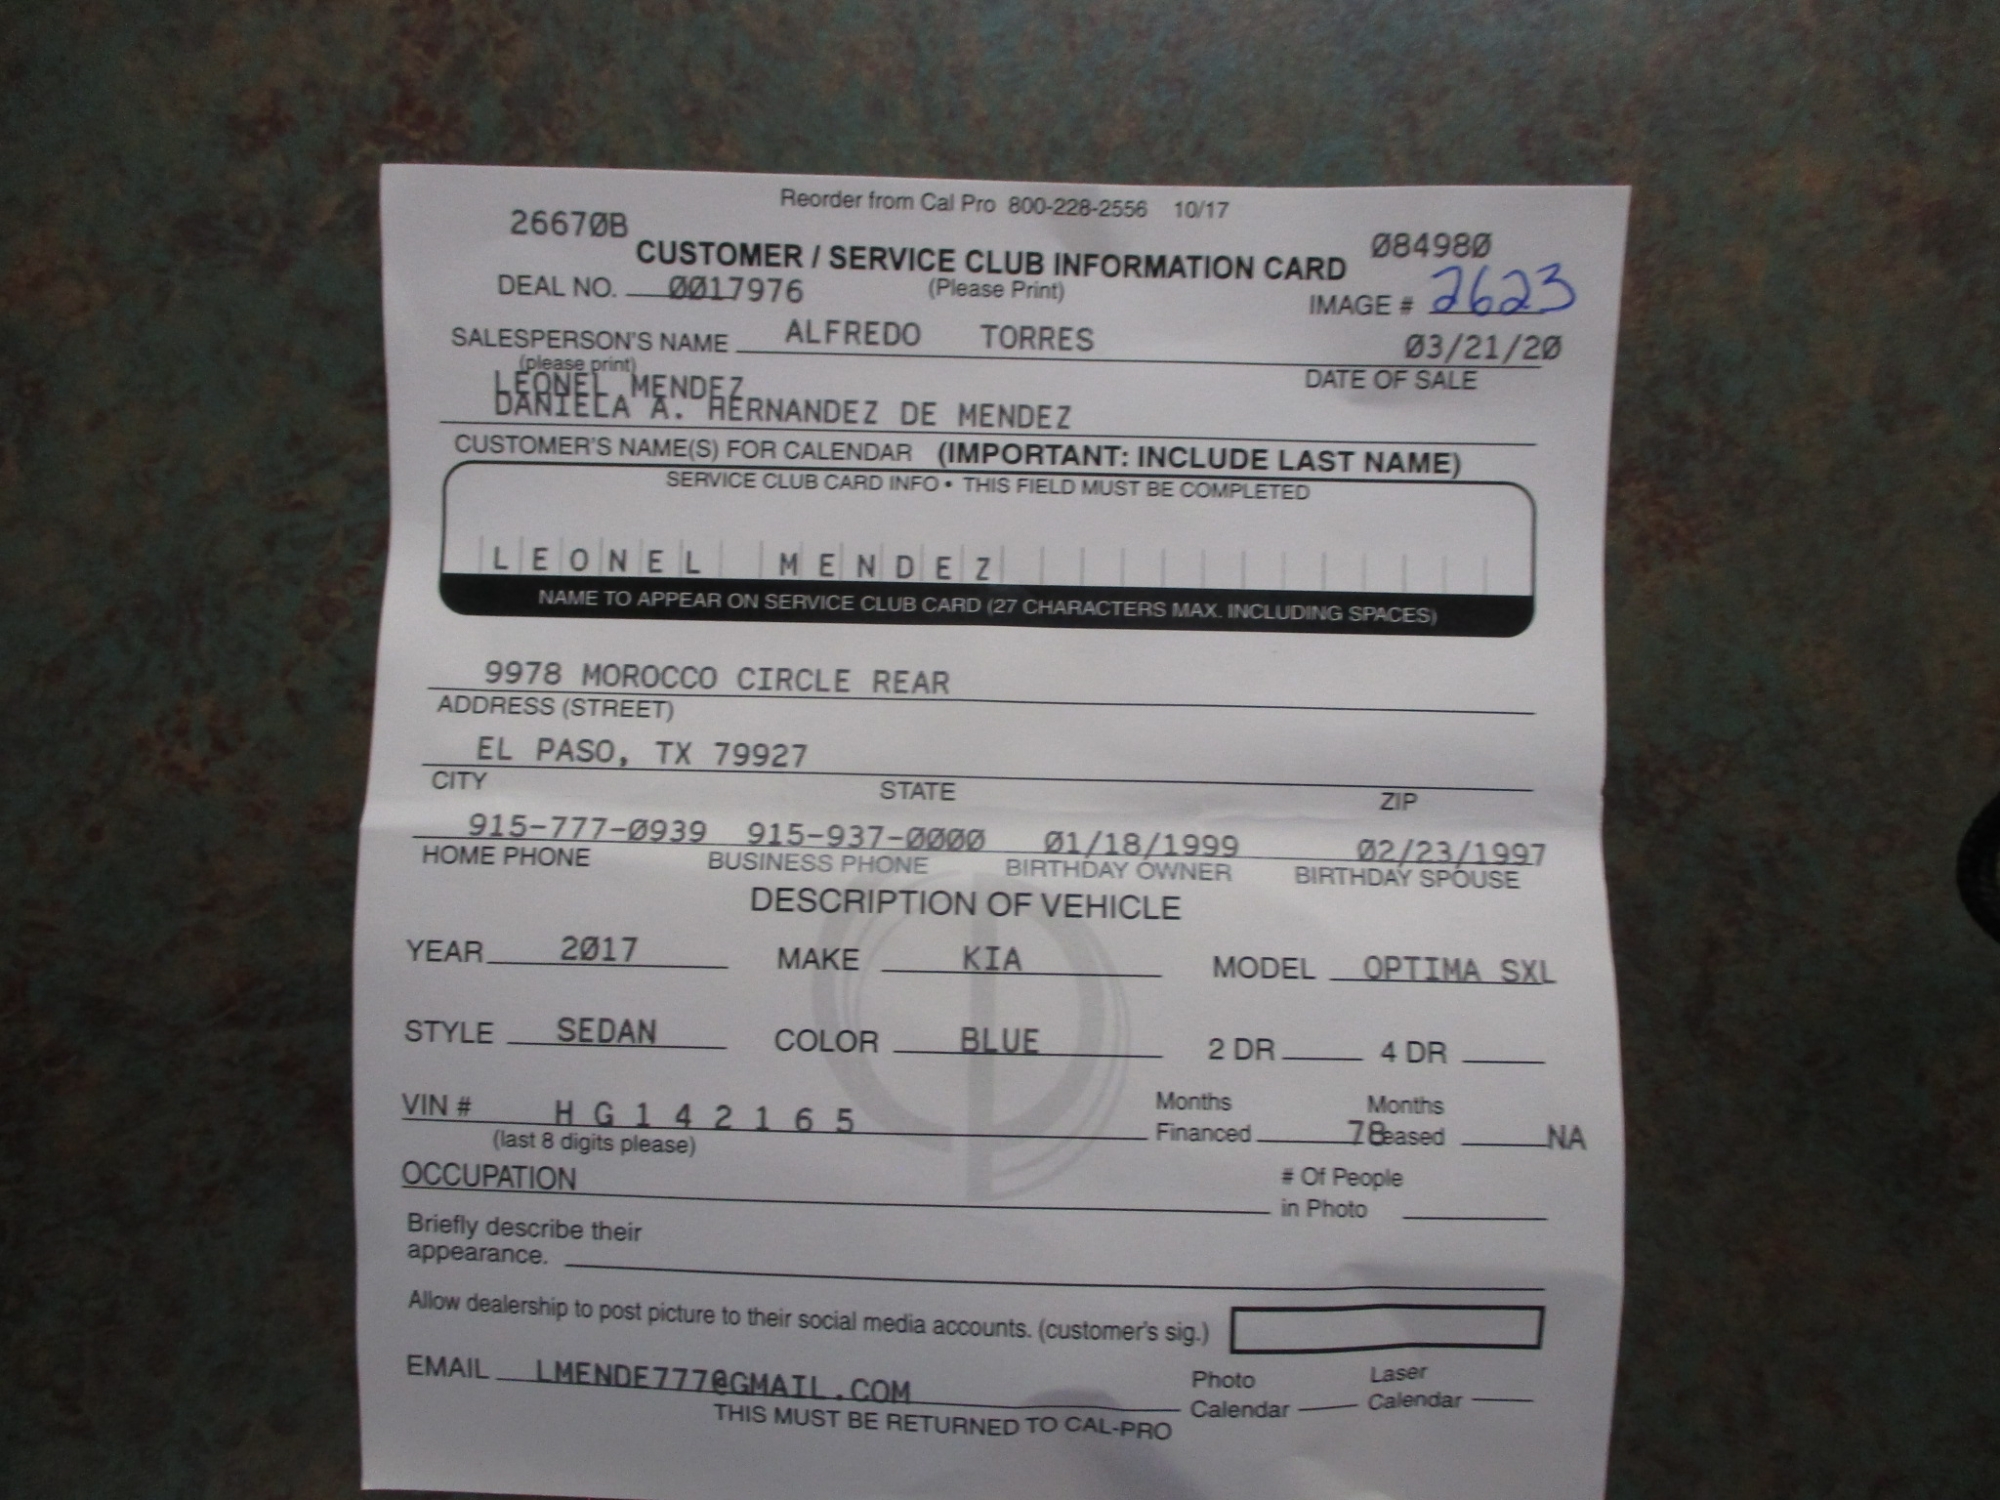 Reorder from Cal Pro 800-228-2556 10/17
26670B 084980
CUSTOMER / SERVICE CLUB INFORMATION CARD
DEAL NO. 0017976 (Please Print) IMAGE # 2623
SALESPERSON'S NAME ALFREDO TORRES 03/21/20
(please print) DATE OF SALE
LEONEL MENDEZ
DANIELA A. HERNANDEZ DE MENDEZ
CUSTOMER'S NAME(S) FOR CALENDAR (IMPORTANT: INCLUDE LAST NAME)
SERVICE CLUB CARD INFO • THIS FIELD MUST BE COMPLETED
LEONEL MENDEZ
NAME TO APPEAR ON SERVICE CLUB CARD (27 CHARACTERS MAX. INCLUDING SPACES)
9978 MOROCCO CIRCLE REAR
ADDRESS (STREET)
EL PASO, TX 79927
CITY STATE ZIP
915-777-0939 915-937-0000 01/18/1999 02/23/1997
HOME PHONE BUSINESS PHONE BIRTHDAY OWNER BIRTHDAY SPOUSE
DESCRIPTION OF VEHICLE
YEAR 2017 MAKE KIA MODEL OPTIMA SXL
STYLE SEDAN COLOR BLUE 2 DR 4 DR
VIN # HG142165 Months Months
(last 8 digits please) Financed 78 Leased NA
OCCUPATION # Of People
in Photo
Briefly describe their
appearance.
Allow dealership to post picture to their social media accounts. (customer's sig.)
EMAIL LMENDE777@GMAIL.COM Photo Laser
Calendar Calendar
THIS MUST BE RETURNED TO CAL-PRO